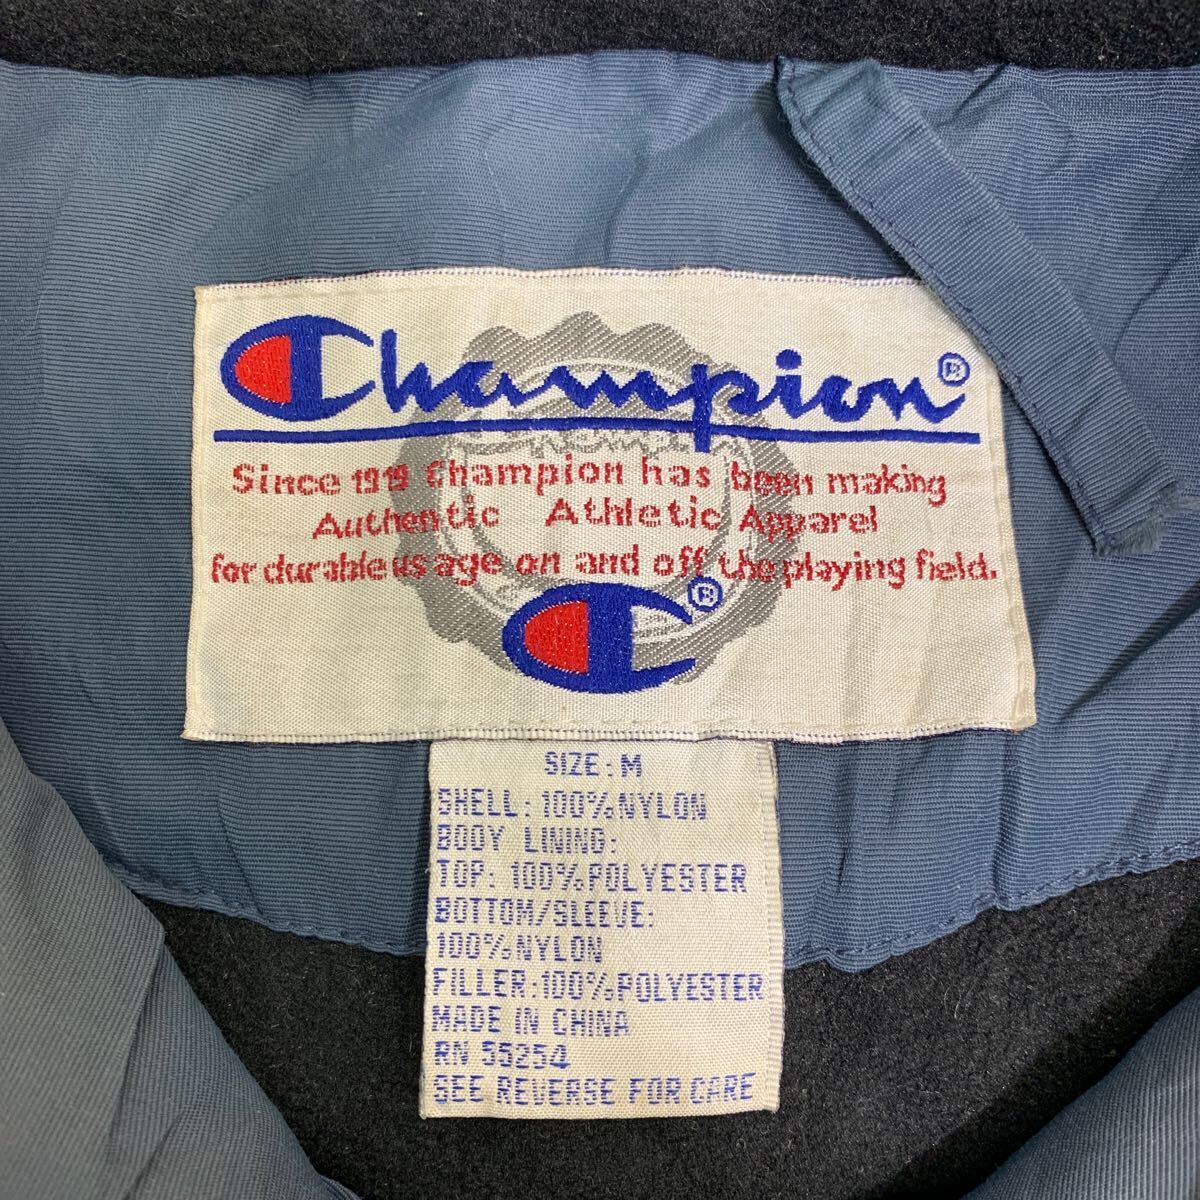 Champion®
Since 1919 Champion has been making
Authentic Athletic Apparel
for durable usage on and off the playing field.
®
SIZE: M
SHELL: 100% NYLON
BODY LINING:
TOP: 100% POLYESTER
BOTTOM/SLEEVE:
100% NYLON
FILLER: 100% POLYESTER
MADE IN CHINA
RN 55254
SEE REVERSE FOR CARE